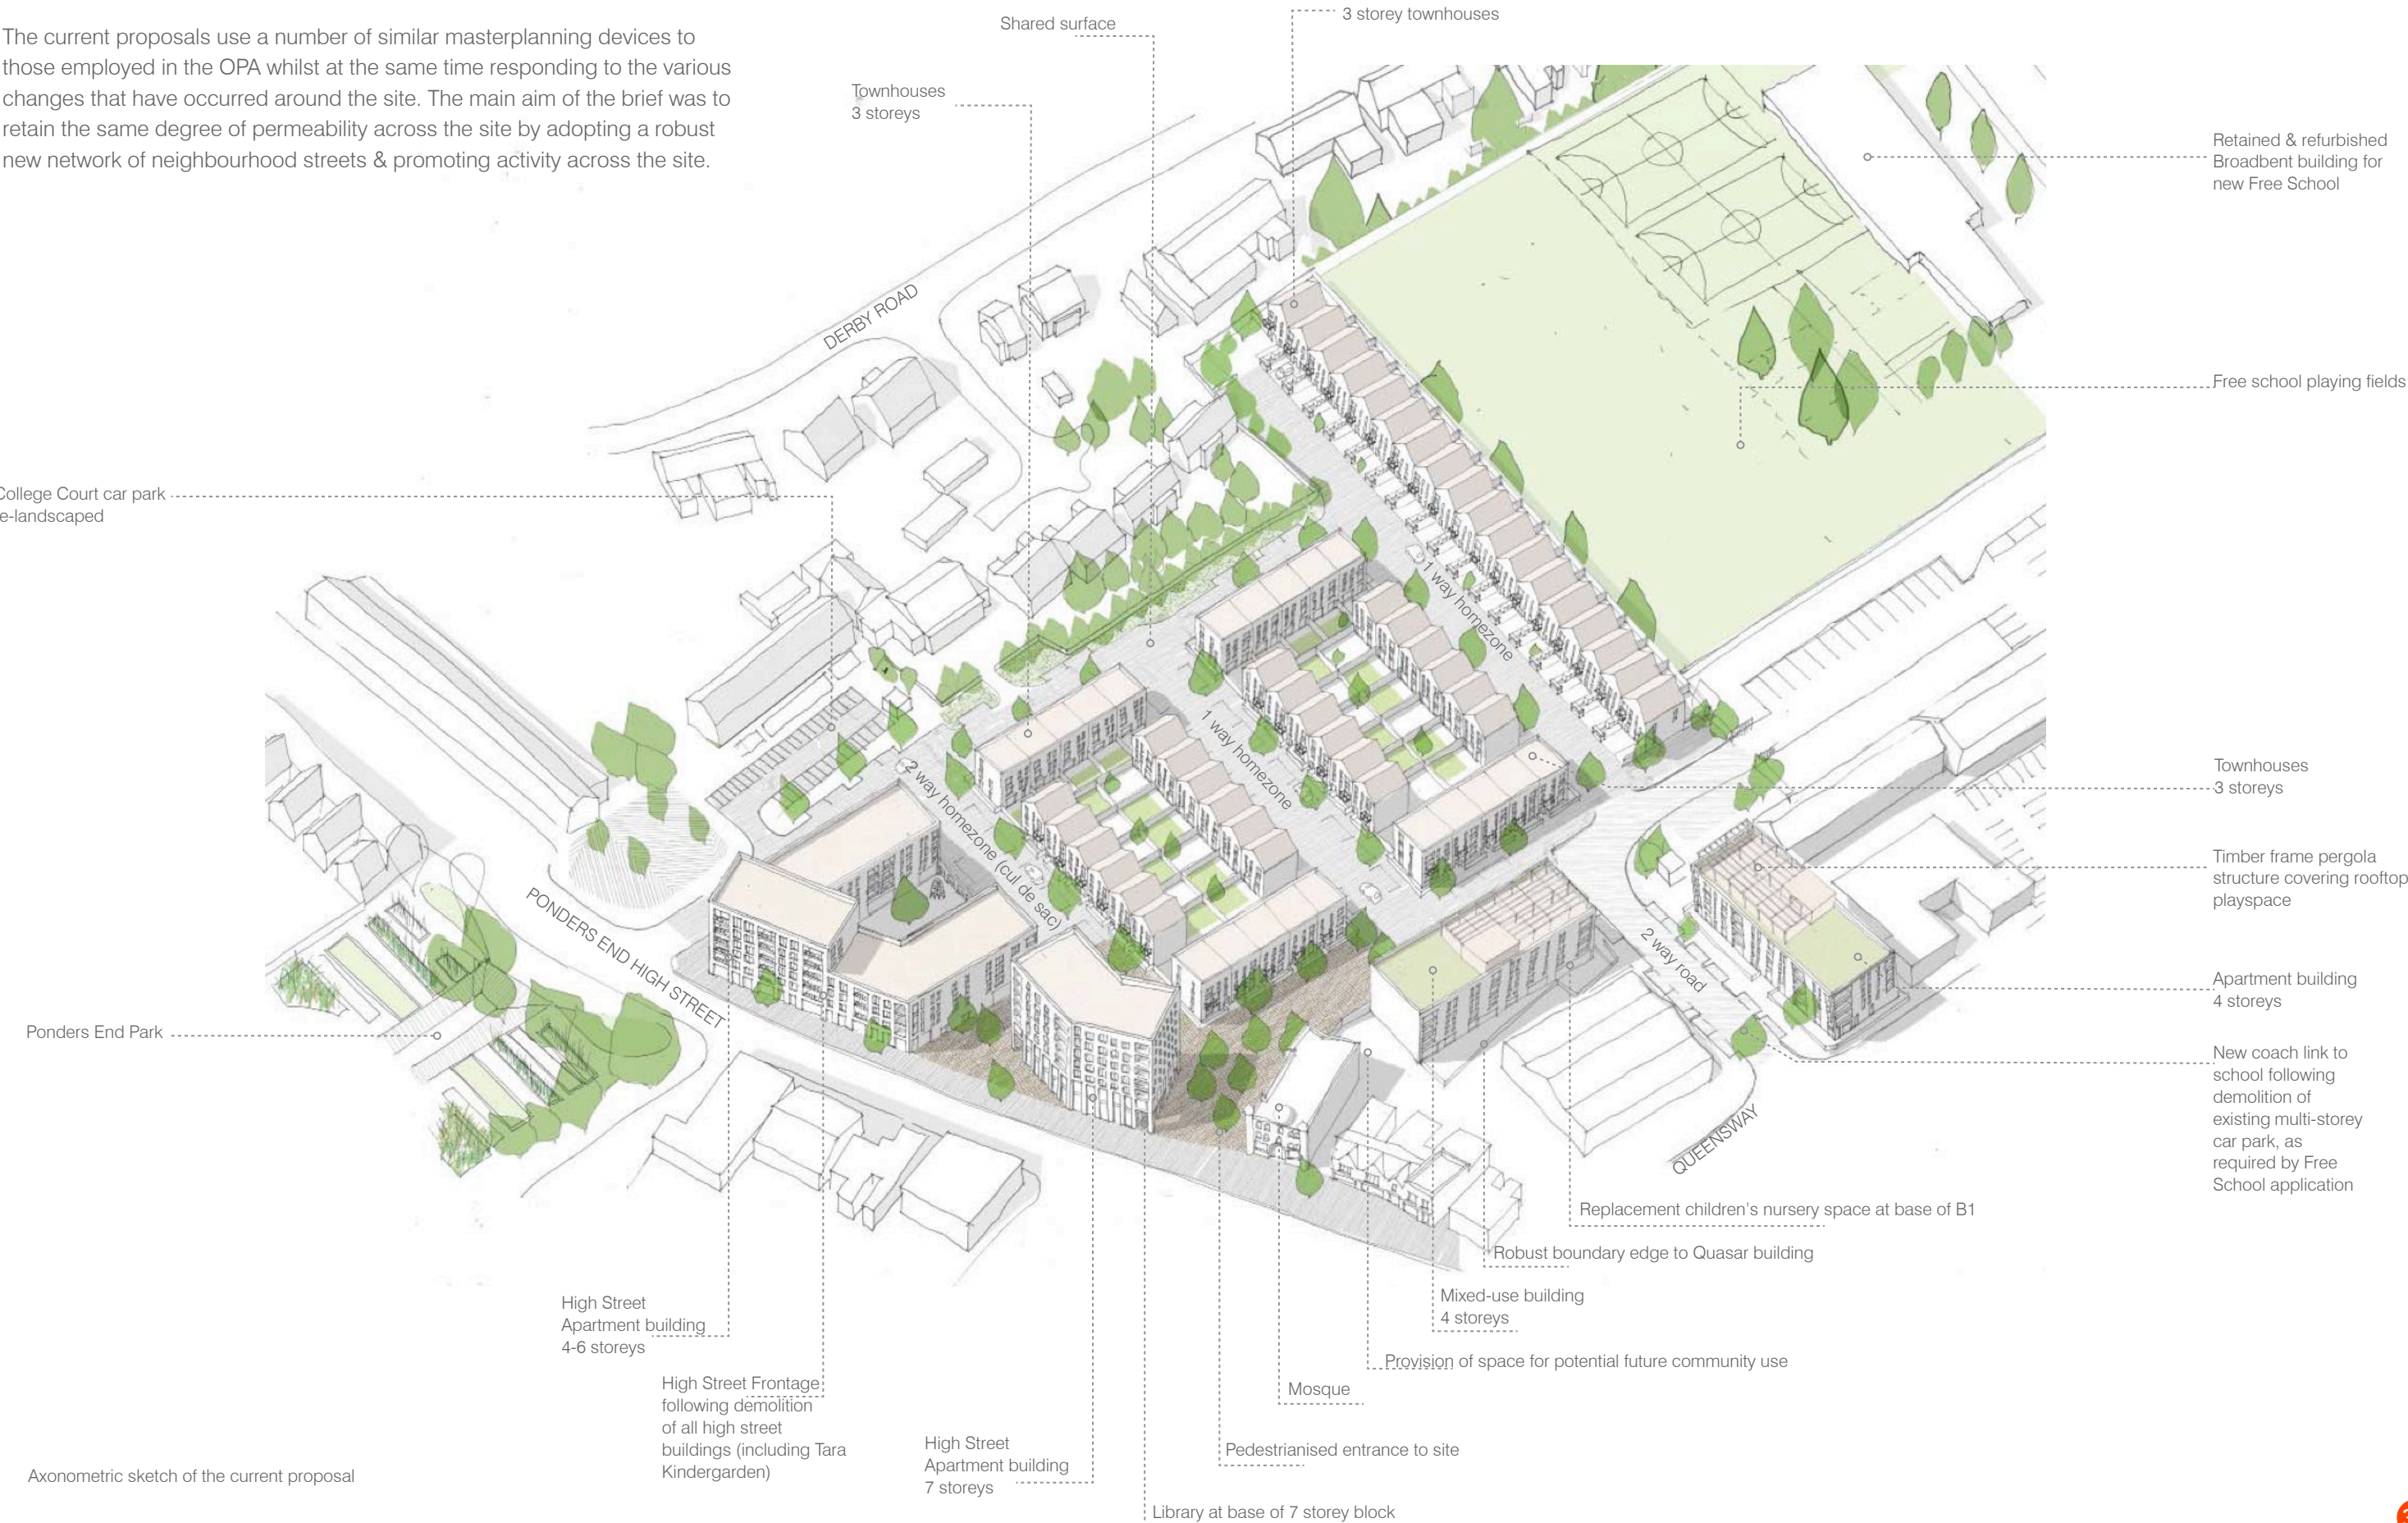 The current proposals use a number of similar masterplanning devices to
those employed in the OPA whilst at the same time responding to the various
changes that have occurred around the site. The main aim of the brief was to
retain the same degree of permeability across the site by adopting a robust
new network of neighbourhood streets & promoting activity across the site.
Shared surface
3 storey townhouses
Townhouses
3 storeys
Retained & refurbished
Broadbent building for
new Free School
DERBY ROAD
Free school playing fields
College Court car park
e-landscaped
1 way homezone
1 way homezone
2 way homezone (cul de sac)
Townhouses
3 storeys
Timber frame pergola
structure covering rooftop
playspace
PONDERS END HIGH STREET
2 way road
Apartment building
4 storeys
Ponders End Park
New coach link to
school following
demolition of
existing multi-storey
car park, as
required by Free
School application
QUEENSWAY
Replacement children's nursery space at base of B1
Robust boundary edge to Quasar building
Mixed-use building
4 storeys
High Street
Apartment building
4-6 storeys
Provision of space for potential future community use
Mosque
High Street Frontage
following demolition
of all high street
buildings (including Tara
Kindergarden)
High Street
Apartment building
7 storeys
Pedestrianised entrance to site
Library at base of 7 storey block
Axonometric sketch of the current proposal